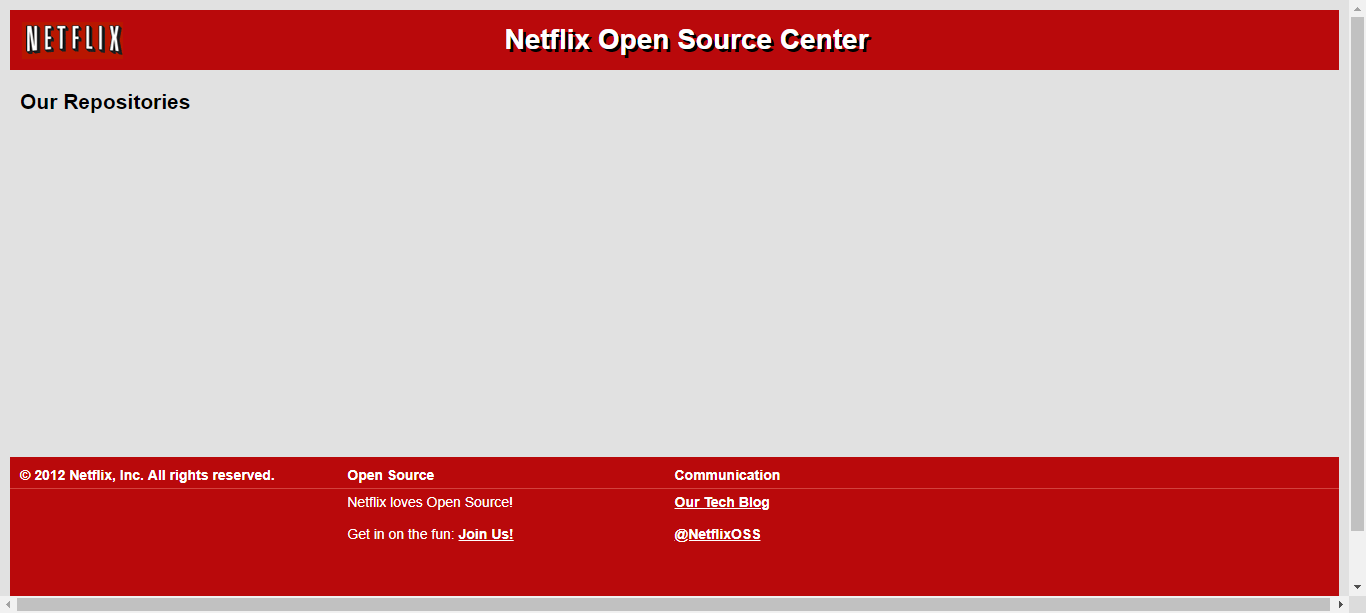 NETFLIX
Netflix Open Source Center
Our Repositories
© 2012 Netflix, Inc. All rights reserved.
Open Source
Netflix loves Open Source!
Get in on the fun: Join Us!
Communication
Our Tech Blog
@NetflixOSS